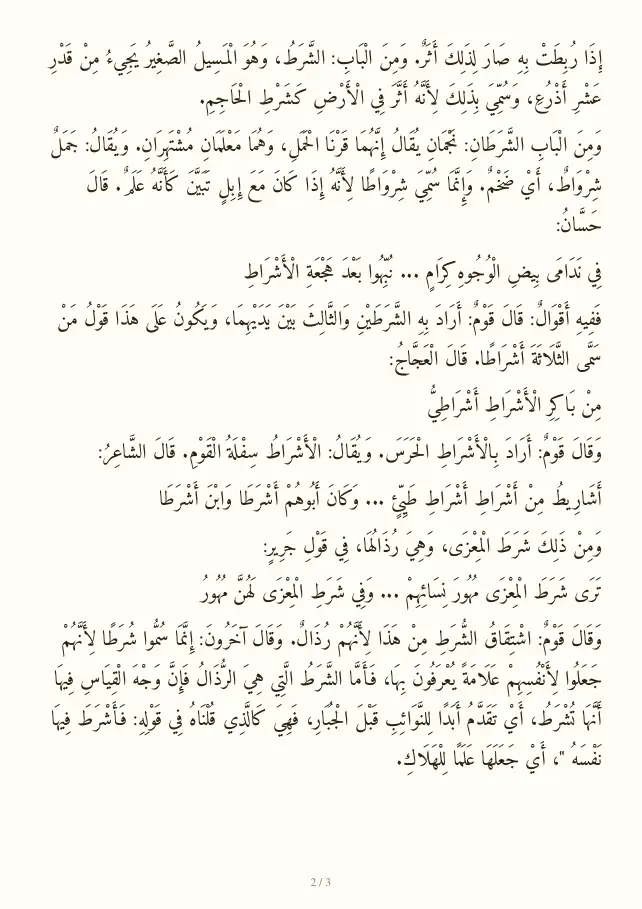 إِذَا رُبِطَتْ بِهِ صَارَ لِذَلِكَ أَثَرٌ. وَمِنَ الْبَابِ: الشَّرَطُ، وَهُوَ الْمَسِيلُ الصَّغِيرُ يَجِيءُ مِنْ قَدْرِ
عَشْرِ أَذْرُعٍ، وَسُمِّيَ بِذَلِكَ لِأَنَّهُ أَثَّرَ فِي الْأَرْضِ كَشَرْطِ الْحَاجِمِ.
وَمِنَ الْبَابِ الشَّرَطَانِ: نَجْمَانِ يُقَالُ إِنَّهُمَا قَرْنَا الْحَمَلِ، وَهُمَا مَعْلَمَانِ مُشْتَهِرَانِ. وَيُقَالُ: جَمَلٌ
شِرْوَاطٌ، أَيْ ضَخْمٌ. وَإِنَّمَا سُمِّيَ شِرْوَاطًا لِأَنَّهُ إِذَا كَانَ مَعَ إِبِلٍ تَبَيَّنَ كَأَنَّهُ عَلَمٌ. قَالَ
حَسَّانُ:
فِي نَدَامَى بِيضِ الْوُجُوهِ كِرَامٍ ... نُبِّهُوا بَعْدَ هَجْعَةِ الْأَشْرَاطِ
فَفِيهِ أَقْوَالٌ: قَالَ قَوْمٌ: أَرَادَ بِهِ الشَّرَطَيْنِ وَالثَّالِثَ بَيْنَ يَدَيْهِمَا، وَيَكُونُ عَلَى هَذَا قَوْلُ مَنْ
سَمَّى الثَّلَاثَةَ أَشْرَاطًا. قَالَ الْعَجَّاجُ:
مِنْ بَاكِرِ الْأَشْرَاطِ أَشْرَاطِيُّ
وَقَالَ قَوْمٌ: أَرَادَ بِالْأَشْرَاطِ الْحَرَسَ. وَيُقَالُ: الْأَشْرَاطُ سِفْلَةُ الْقَوْمِ. قَالَ الشَّاعِرُ:
أَشَارِيطُ مِنْ أَشْرَاطِ أَشْرَاطِ طَيِّئٍ ... وَكَانَ أَبُوهُمْ أَشْرَطَا وَابْنَ أَشْرَطَا
وَمِنْ ذَلِكَ شَرَطَ الْمِعْزَى، وَهِيَ رُذَالُهَا، فِي قَوْلِ جَرِيرٍ:
تَرَى شَرَطَ الْمِعْزَى مُهُورَ نِسَائِهِمْ ... وَفِي شَرَطِ الْمِعْزَى لَهُنَّ مُهُورُ
وَقَالَ قَوْمٌ: اشْتِقَاقُ الشُّرَطِ مِنْ هَذَا لِأَنَّهُمْ رُذَالٌ. وَقَالَ آخَرُونَ: إِنَّمَا سُمُّوا شُرَطًا لِأَنَّهُمْ
جَعَلُوا لِأَنْفُسِهِمْ عَلَامَةً يُعْرَفُونَ بِهَا، فَأَمَّا الشَّرَطُ الَّتِي هِيَ الرُّذَالُ فَإِنَّ وَجْهَ الْقِيَاسِ فِيهَا
أَنَّهَا تُشْرَطُ، أَيْ تَقَدَّمُ أَبَدًا لِلنَّوَائِبِ قَبْلَ الْجُبَارِ، فَهِيَ كَالَّذِي قُلْنَاهُ فِي قَوْلِهِ: فَأَشْرَطَ فِيهَا
نَفْسَهُ "، أَيْ جَعَلَهَا عَلَمًا لِلْهَلَاكِ.
2 / 3